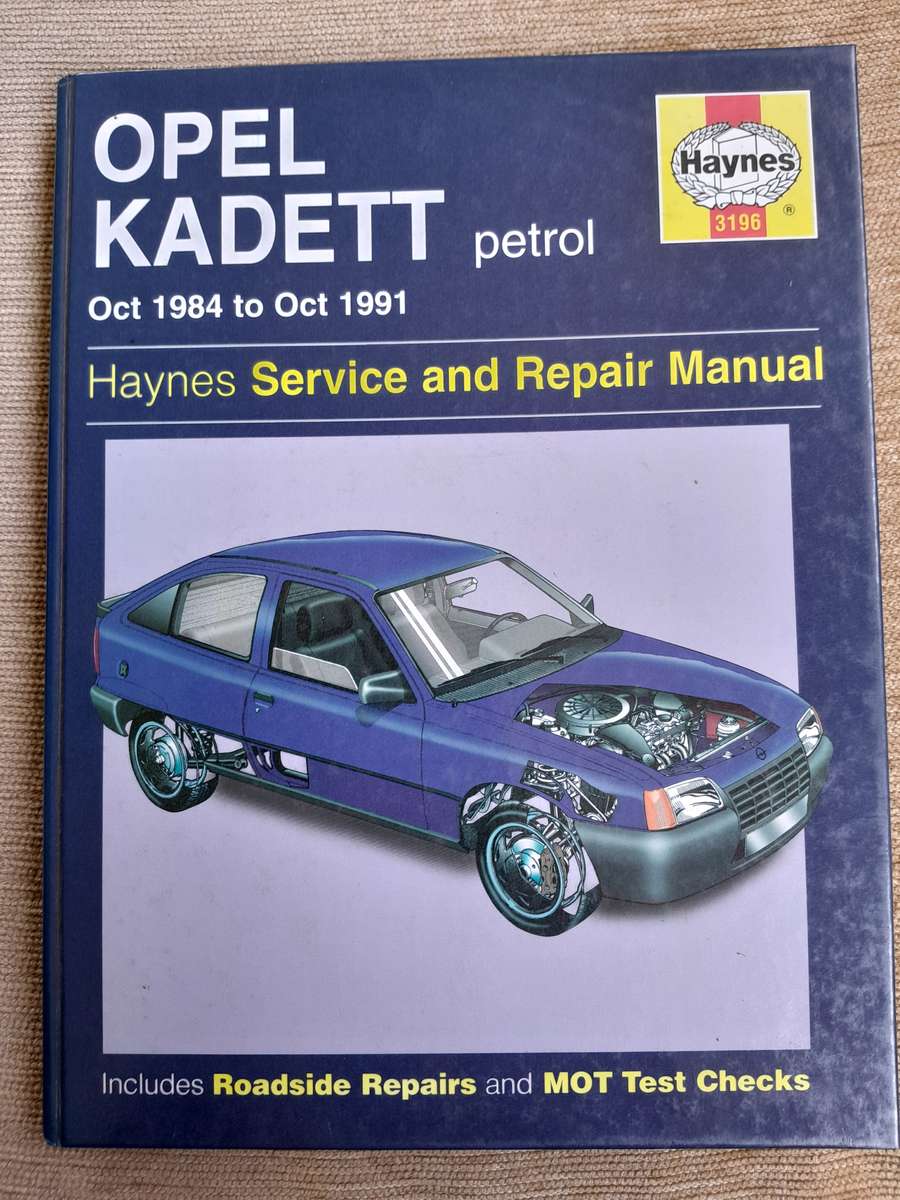 OPEL
KADETT petrol
Oct 1984 to Oct 1991
Haynes
®
3196
Haynes Service and Repair Manual
Includes Roadside Repairs and MOT Test Checks